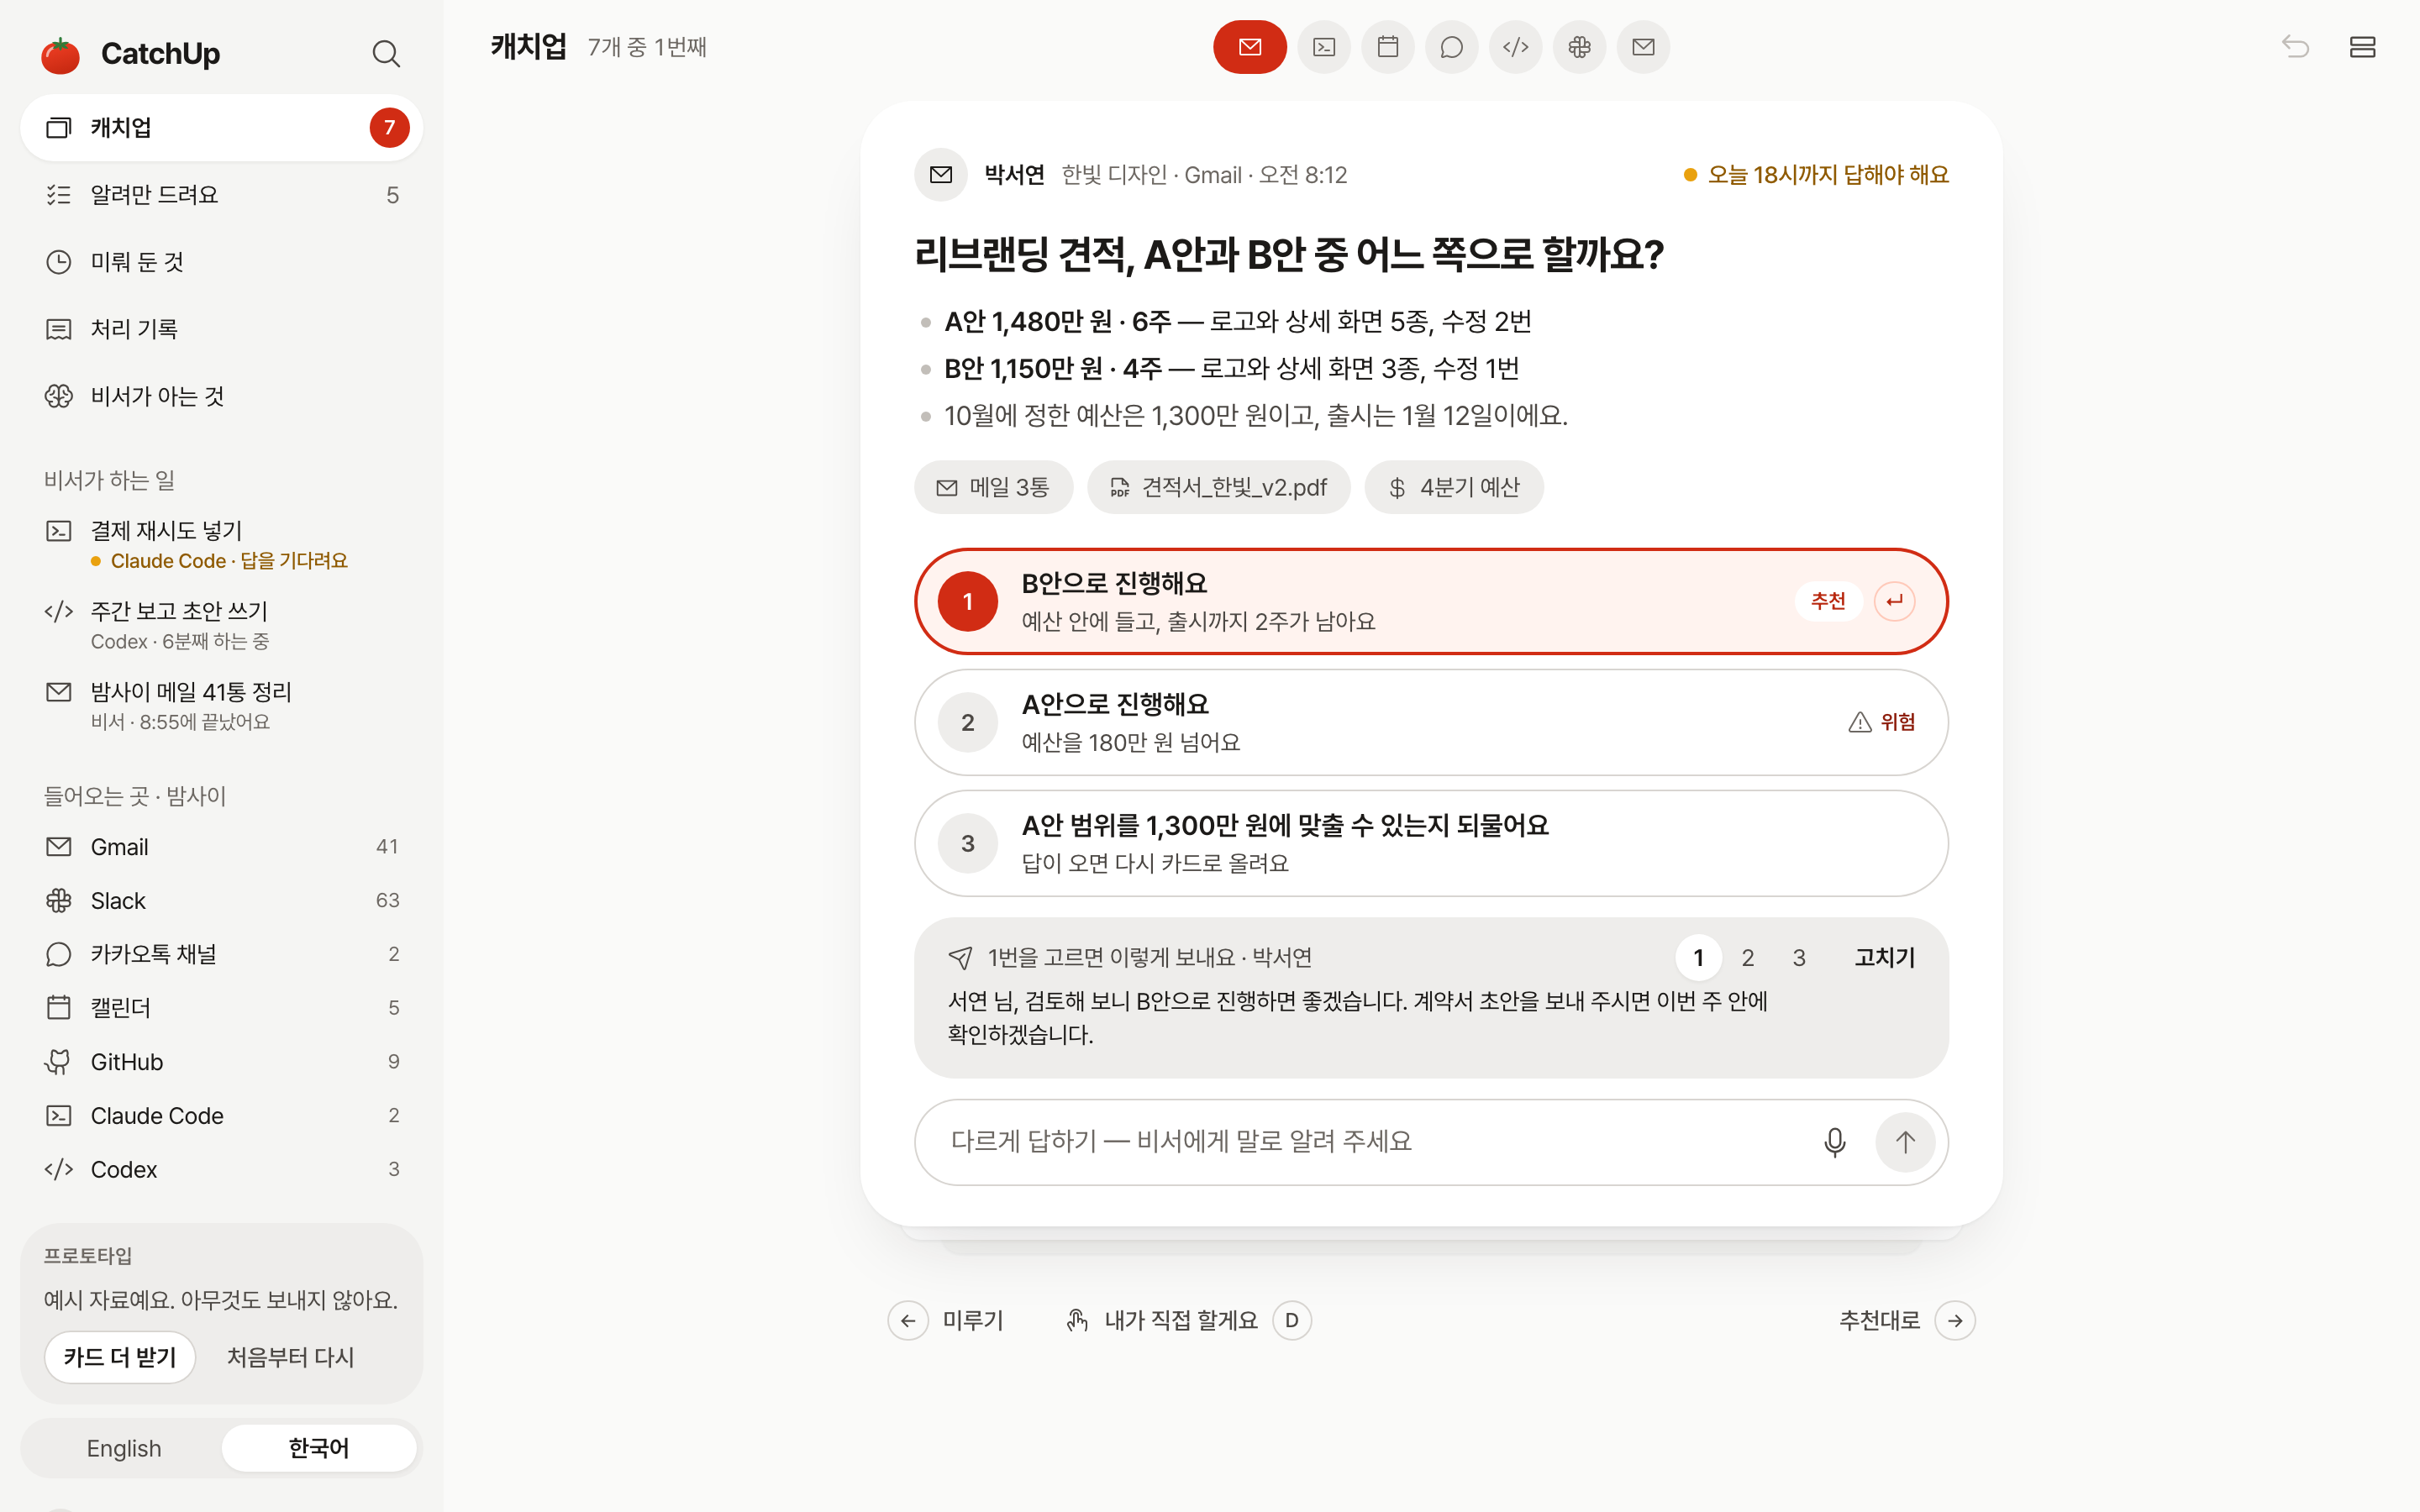 CatchUp
캐치업
7
알려만 드려요
5
미뤄 둔 것
처리 기록
비서가 아는 것
비서가 하는 일
결제 재시도 넣기
Claude Code · 답을 기다려요
주간 보고 초안 쓰기
Codex · 6분째 하는 중
밤사이 메일 41통 정리
비서 · 8:55에 끝났어요
들어오는 곳 · 밤사이
Gmail
41
Slack
63
카카오톡 채널
2
캘린더
5
GitHub
9
Claude Code
2
Codex
3
프로토타입
예시 자료예요. 아무것도 보내지 않아요.
카드 더 받기
처음부터 다시
English
한국어
캐치업
7개 중 1번째
박서연
한빛 디자인 · Gmail · 오전 8:12
오늘 18시까지 답해야 해요
리브랜딩 견적, A안과 B안 중 어느 쪽으로 할까요?
A안 1,480만 원 · 6주 — 로고와 상세 화면 5종, 수정 2번
B안 1,150만 원 · 4주 — 로고와 상세 화면 3종, 수정 1번
10월에 정한 예산은 1,300만 원이고, 출시는 1월 12일이에요.
메일 3통
PDF
견적서_한빛_v2.pdf
$
4분기 예산
1
B안으로 진행해요
예산 안에 들고, 출시까지 2주가 남아요
추천
2
A안으로 진행해요
예산을 180만 원 넘어요
위험
3
A안 범위를 1,300만 원에 맞출 수 있는지 되물어요
답이 오면 다시 카드로 올려요
1번을 고르면 이렇게 보내요 · 박서연
1
2
3
고치기
서연 님, 검토해 보니 B안으로 진행하면 좋겠습니다. 계약서 초안을 보내 주시면 이번 주 안에
확인하겠습니다.
다르게 답하기 — 비서에게 말로 알려 주세요
미루기
내가 직접 할게요
D
추천대로